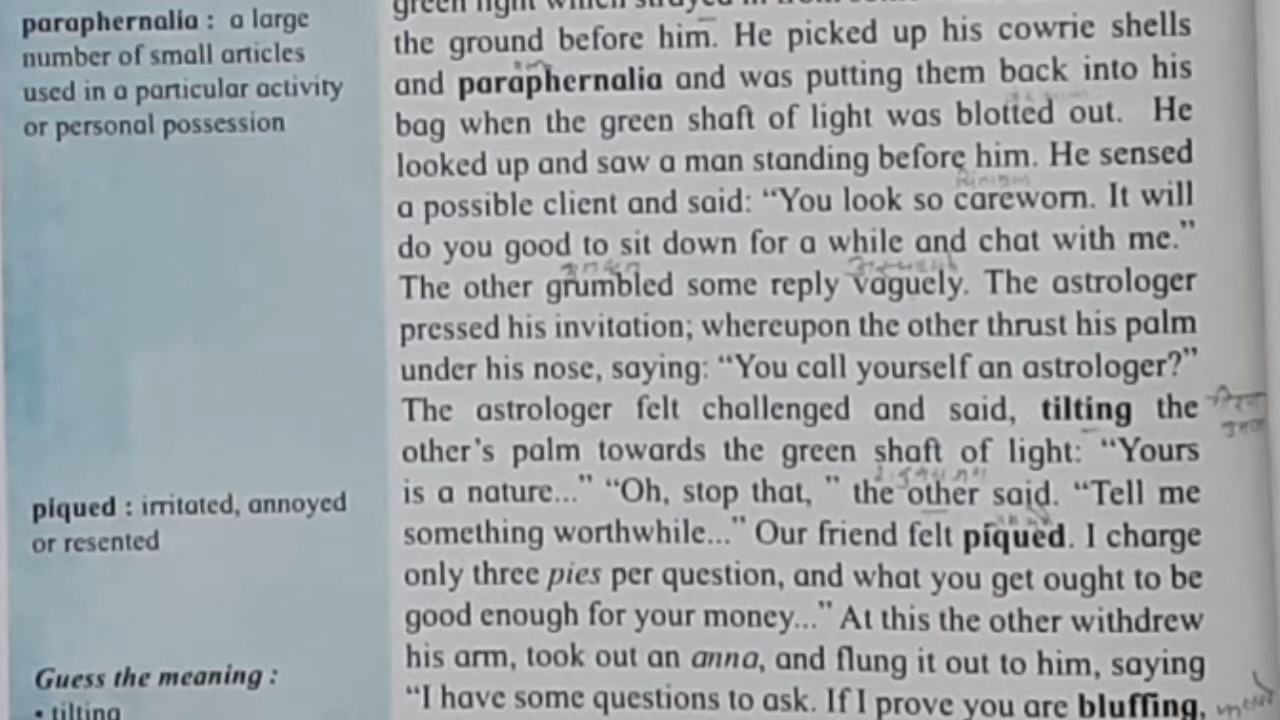 paraphernalia : a large
number of small articles
used in a particular activity
or personal possession
piqued : irritated, annoyed
or resented
Guess the meaning :
• tilting
green light which strayed in from
the ground before him. He picked up his cowrie shells
and paraphernalia and was putting them back into his
bag when the green shaft of light was blotted out. He
looked up and saw a man standing before him. He sensed
a possible client and said: “You look so careworn. It will
do you good to sit down for a while and chat with me.”
The other grumbled some reply vaguely. The astrologer
pressed his invitation; whereupon the other thrust his palm
under his nose, saying: “You call yourself an astrologer?”
The astrologer felt challenged and said, tilting the
other’s palm towards the green shaft of light: “Yours
is a nature...” “Oh, stop that, ” the other said. “Tell me
something worthwhile...” Our friend felt piqued. I charge
only three pies per question, and what you get ought to be
good enough for your money...” At this the other withdrew
his arm, took out an anna, and flung it out to him, saying
“I have some questions to ask. If I prove you are bluffing,